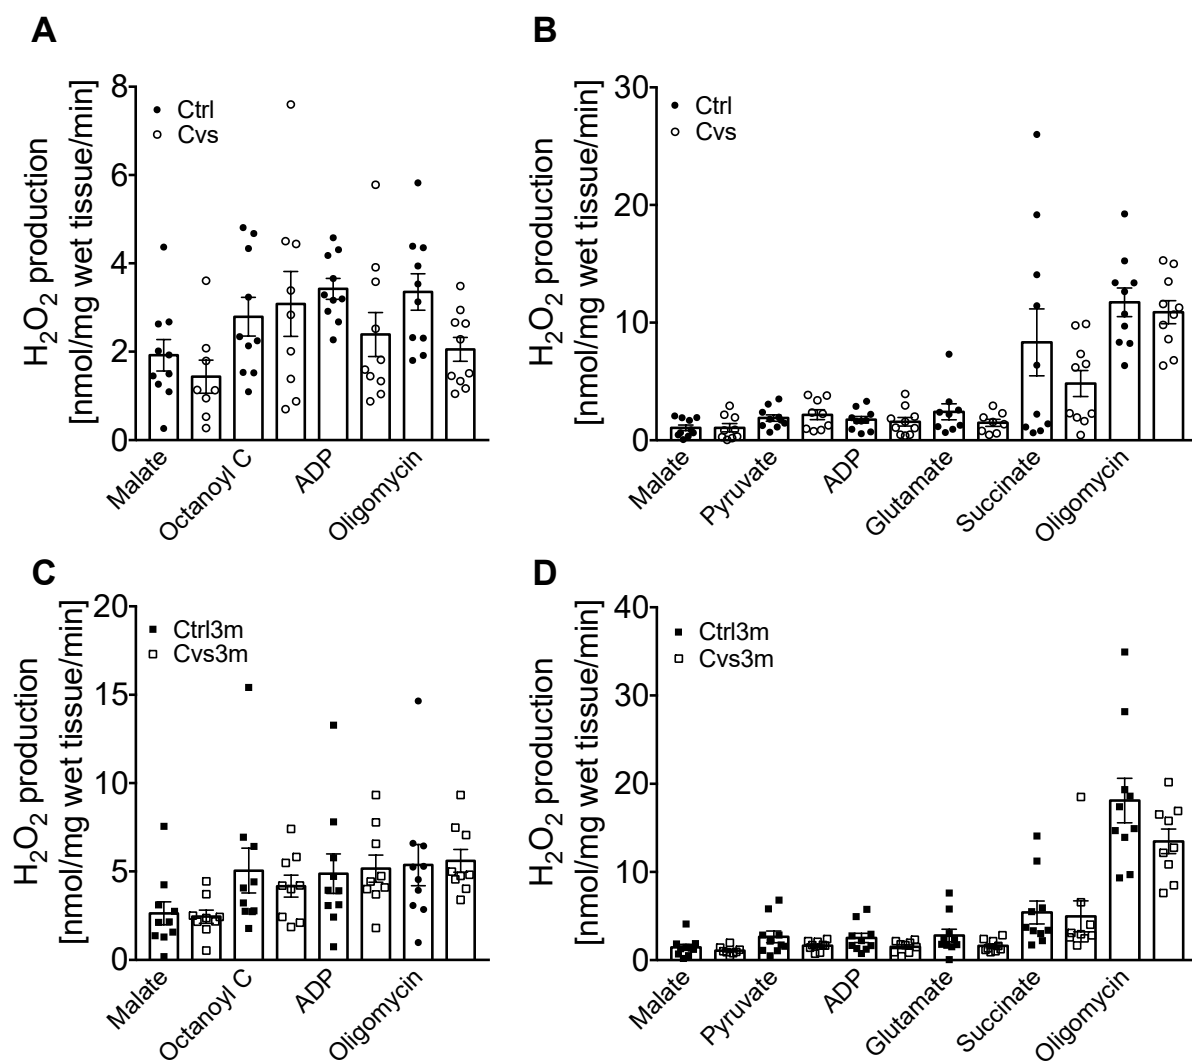 A
H2O2 production
[nmol/mg wet tissue/min]
8
6
4
2
0
Ctrl
Cvs
Malate
Octanoyl C
ADP
Oligomycin
B
H2O2 production
[nmol/mg wet tissue/min]
30
20
10
0
Ctrl
Cvs
Malate
Pyruvate
ADP
Glutamate
Succinate
Oligomycin
C
H2O2 production
[nmol/mg wet tissue/min]
20
15
10
5
0
Ctrl3m
Cvs3m
Malate
Octanoyl C
ADP
Oligomycin
D
H2O2 production
[nmol/mg wet tissue/min]
40
30
20
10
0
Ctrl3m
Cvs3m
Malate
Pyruvate
ADP
Glutamate
Succinate
Oligomycin